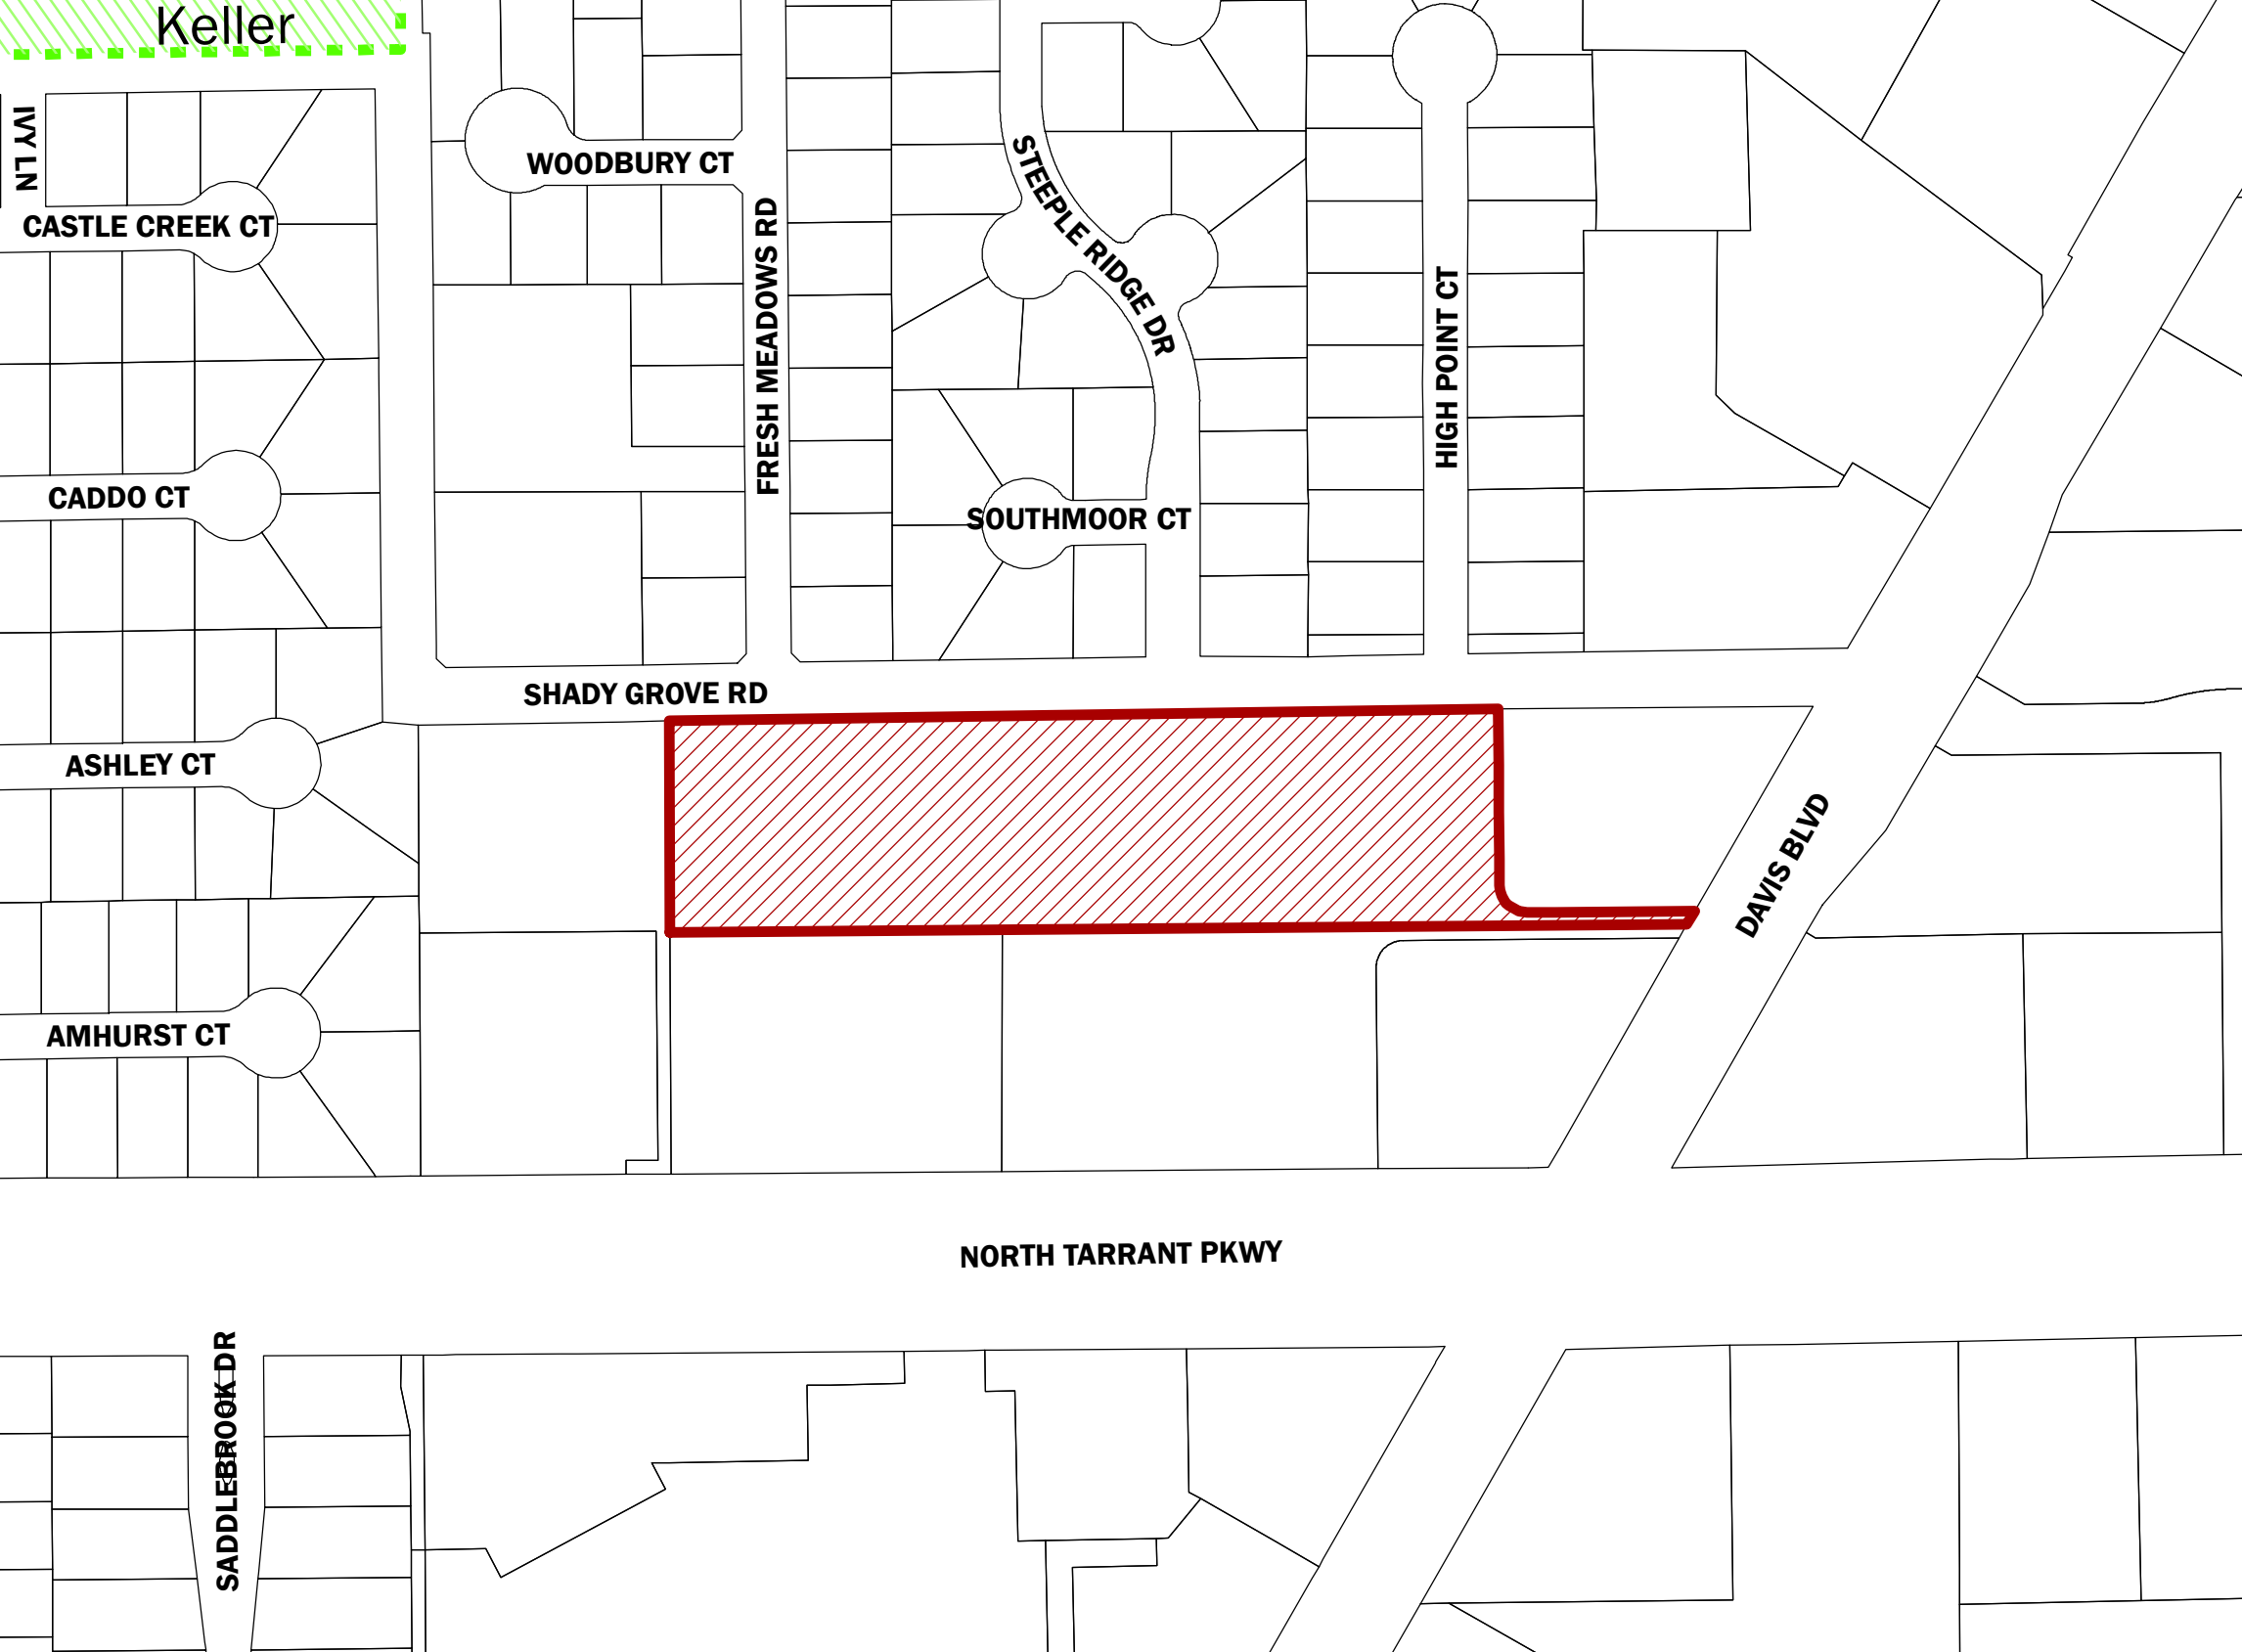 Keller
IVY LN
WOODBURY CT
STEEPLE RIDGE DR
CASTLE CREEK CT
FRESH MEADOWS RD
HIGH POINT CT
CADDO CT
SOUTHMOOR CT
SHADY GROVE RD
ASHLEY CT
DAVIS BLVD
AMHURST CT
NORTH TARRANT PKWY
SADDLEBROOK DR